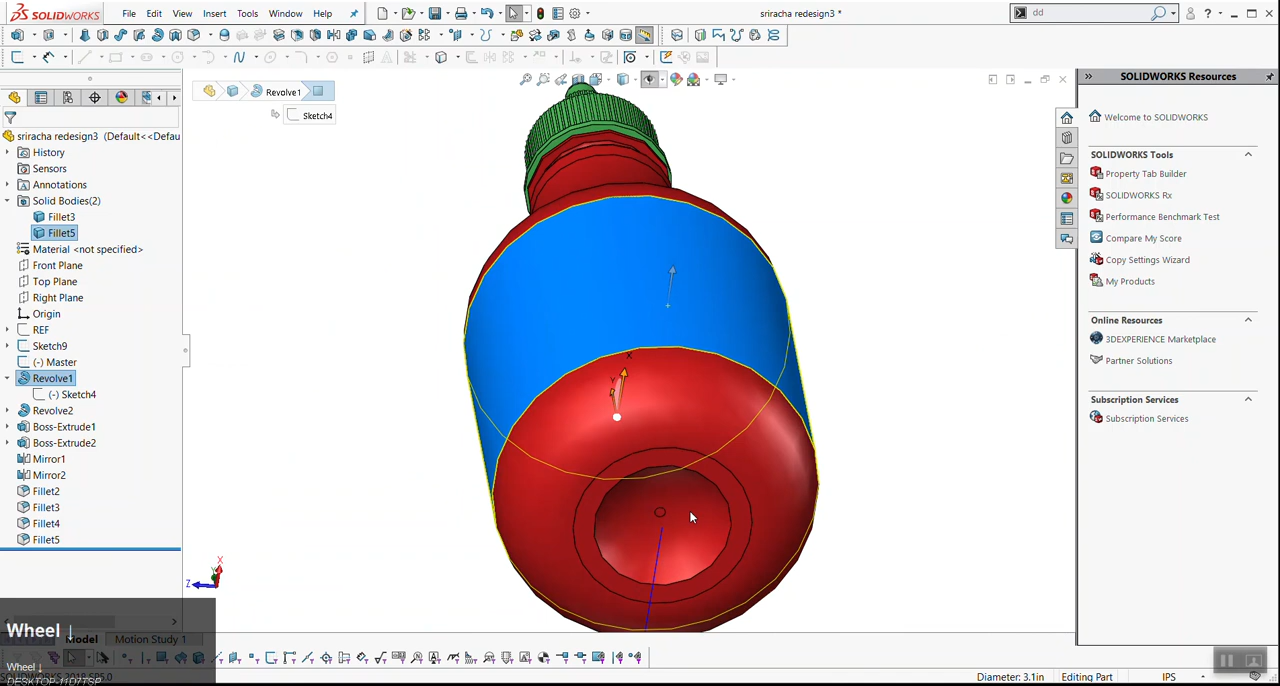 SOLIDWORKS
File Edit View Insert Tools Window Help
sriracha redesign3 *
dd
Revolve1
Sketch4
sriracha redesign3 (Default<<Defau
History
Sensors
Annotations
Solid Bodies(2)
Fillet3
Fillet5
Material <not specified>
Front Plane
Top Plane
Right Plane
Origin
REF
Sketch9
(-) Master
Revolve1
(-) Sketch4
Revolve2
Boss-Extrude1
Boss-Extrude2
Mirror1
Mirror2
Fillet2
Fillet3
Fillet4
Fillet5
X
Y
X
Z
SOLIDWORKS Resources
Welcome to SOLIDWORKS
SOLIDWORKS Tools
Property Tab Builder
SOLIDWORKS Rx
Performance Benchmark Test
Compare My Score
Copy Settings Wizard
My Products
Online Resources
3DEXPERIENCE Marketplace
Partner Solutions
Subscription Services
Subscription Services
Wheel ↓
Wheel ↓
Model Motion Study 1
Diameter: 3.1in Editing Part IPS